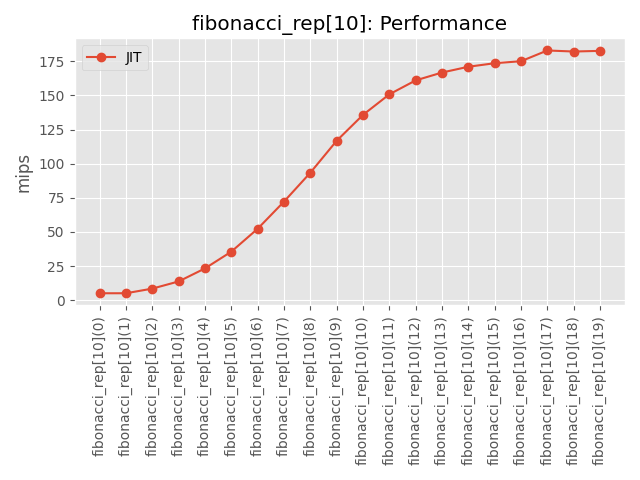 fibonacci_rep[10]: Performance
JIT
mips
175
150
125
100
75
50
25
0
fibonacci_rep[10](0)
fibonacci_rep[10](1)
fibonacci_rep[10](2)
fibonacci_rep[10](3)
fibonacci_rep[10](4)
fibonacci_rep[10](5)
fibonacci_rep[10](6)
fibonacci_rep[10](7)
fibonacci_rep[10](8)
fibonacci_rep[10](9)
fibonacci_rep[10](10)
fibonacci_rep[10](11)
fibonacci_rep[10](12)
fibonacci_rep[10](13)
fibonacci_rep[10](14)
fibonacci_rep[10](15)
fibonacci_rep[10](16)
fibonacci_rep[10](17)
fibonacci_rep[10](18)
fibonacci_rep[10](19)